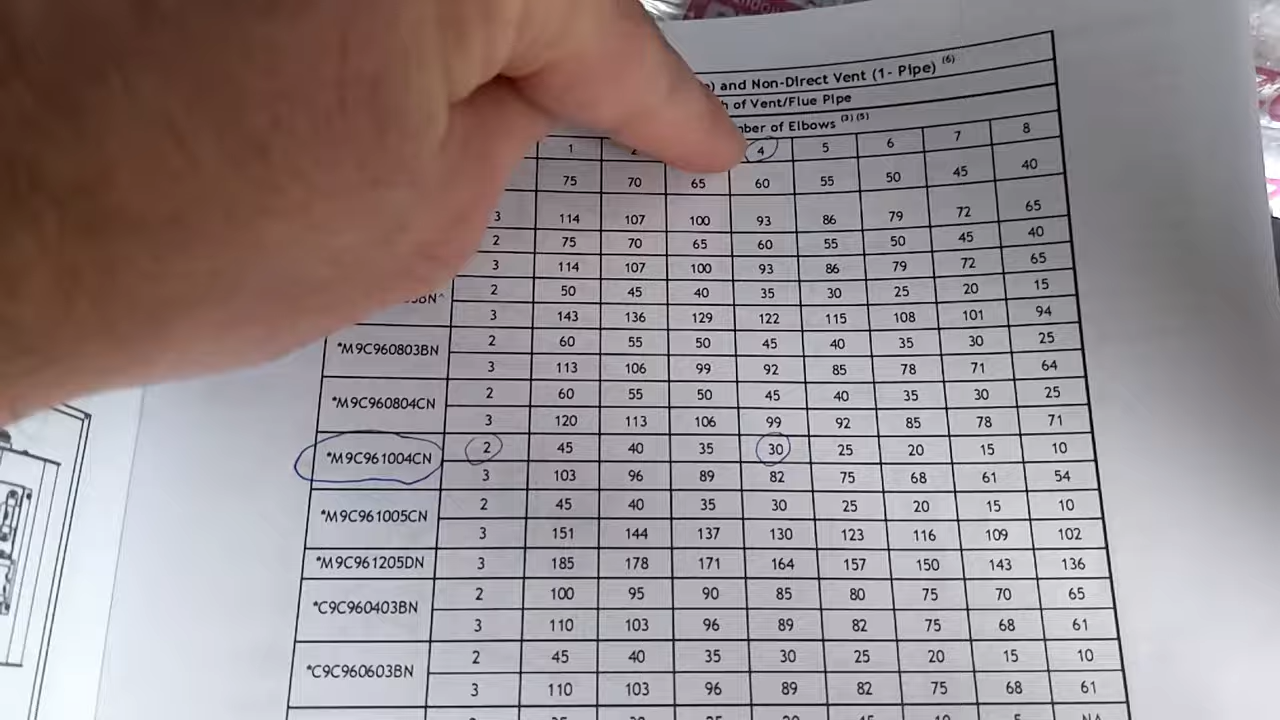 and Non-Direct Vent (1- Pipe) (6)
of Vent/Flue Pipe
of Elbows (3) (5)
1 4 5 6 7 8
75 70 65 60 55 50 45 40
3 114 107 100 93 86 79 72 65
2 75 70 65 60 55 50 45 40
3 114 107 100 93 86 79 72 65
2 50 45 40 35 30 25 20 15
3 143 136 129 122 115 108 101 94
*M9C960803BN 2 60 55 50 45 40 35 30 25
3 113 106 99 92 85 78 71 64
*M9C960804CN 2 60 55 50 45 40 35 30 25
3 120 113 106 99 92 85 78 71
*M9C961004CN 2 45 40 35 30 25 20 15 10
3 103 96 89 82 75 68 61 54
*M9C961005CN 2 45 40 35 30 25 20 15 10
3 151 144 137 130 123 116 109 102
*M9C961205DN 3 185 178 171 164 157 150 143 136
*C9C960403BN 2 100 95 90 85 80 75 70 65
3 110 103 96 89 82 75 68 61
*C9C960603BN 2 45 40 35 30 25 20 15 10
3 110 103 96 89 82 75 68 61